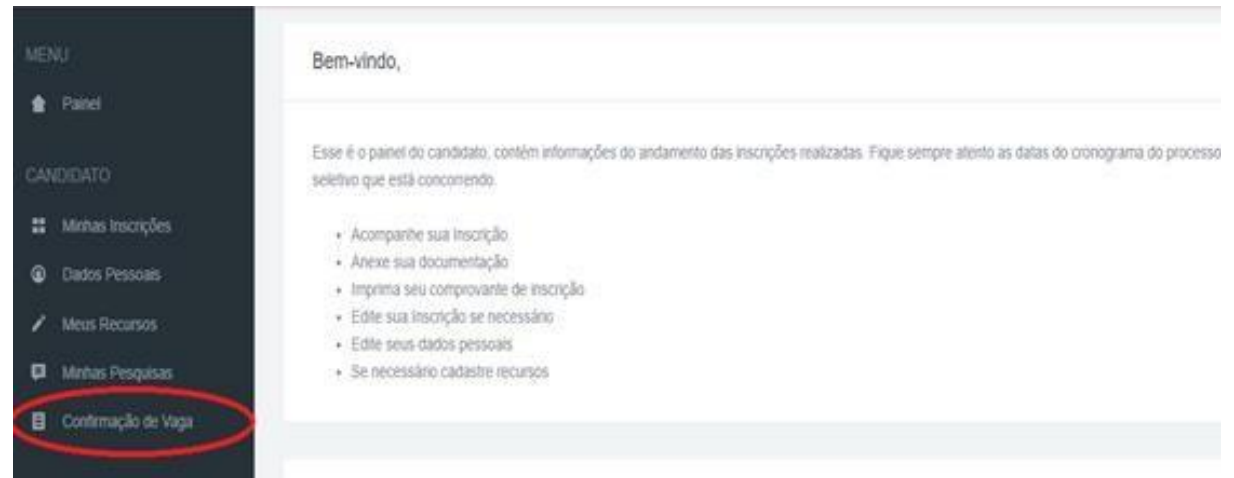 MENU
Painel
CANDIDATO
Minhas Inscrições
Dados Pessoais
Meus Recursos
Minhas Pesquisas
Confirmação de Vaga
Bem-vindo,
Esse é o painel do candidato, contém informações do andamento das inscrições realizadas. Fique sempre atento as datas do cronograma do processo
seletivo que está concorrendo.
• Acompanhe sua Inscrição
• Anexe sua documentação
• Imprima seu comprovante de inscrição
• Edite sua Inscrição se necessário
• Edite seus dados pessoais
• Se necessário cadastre recursos